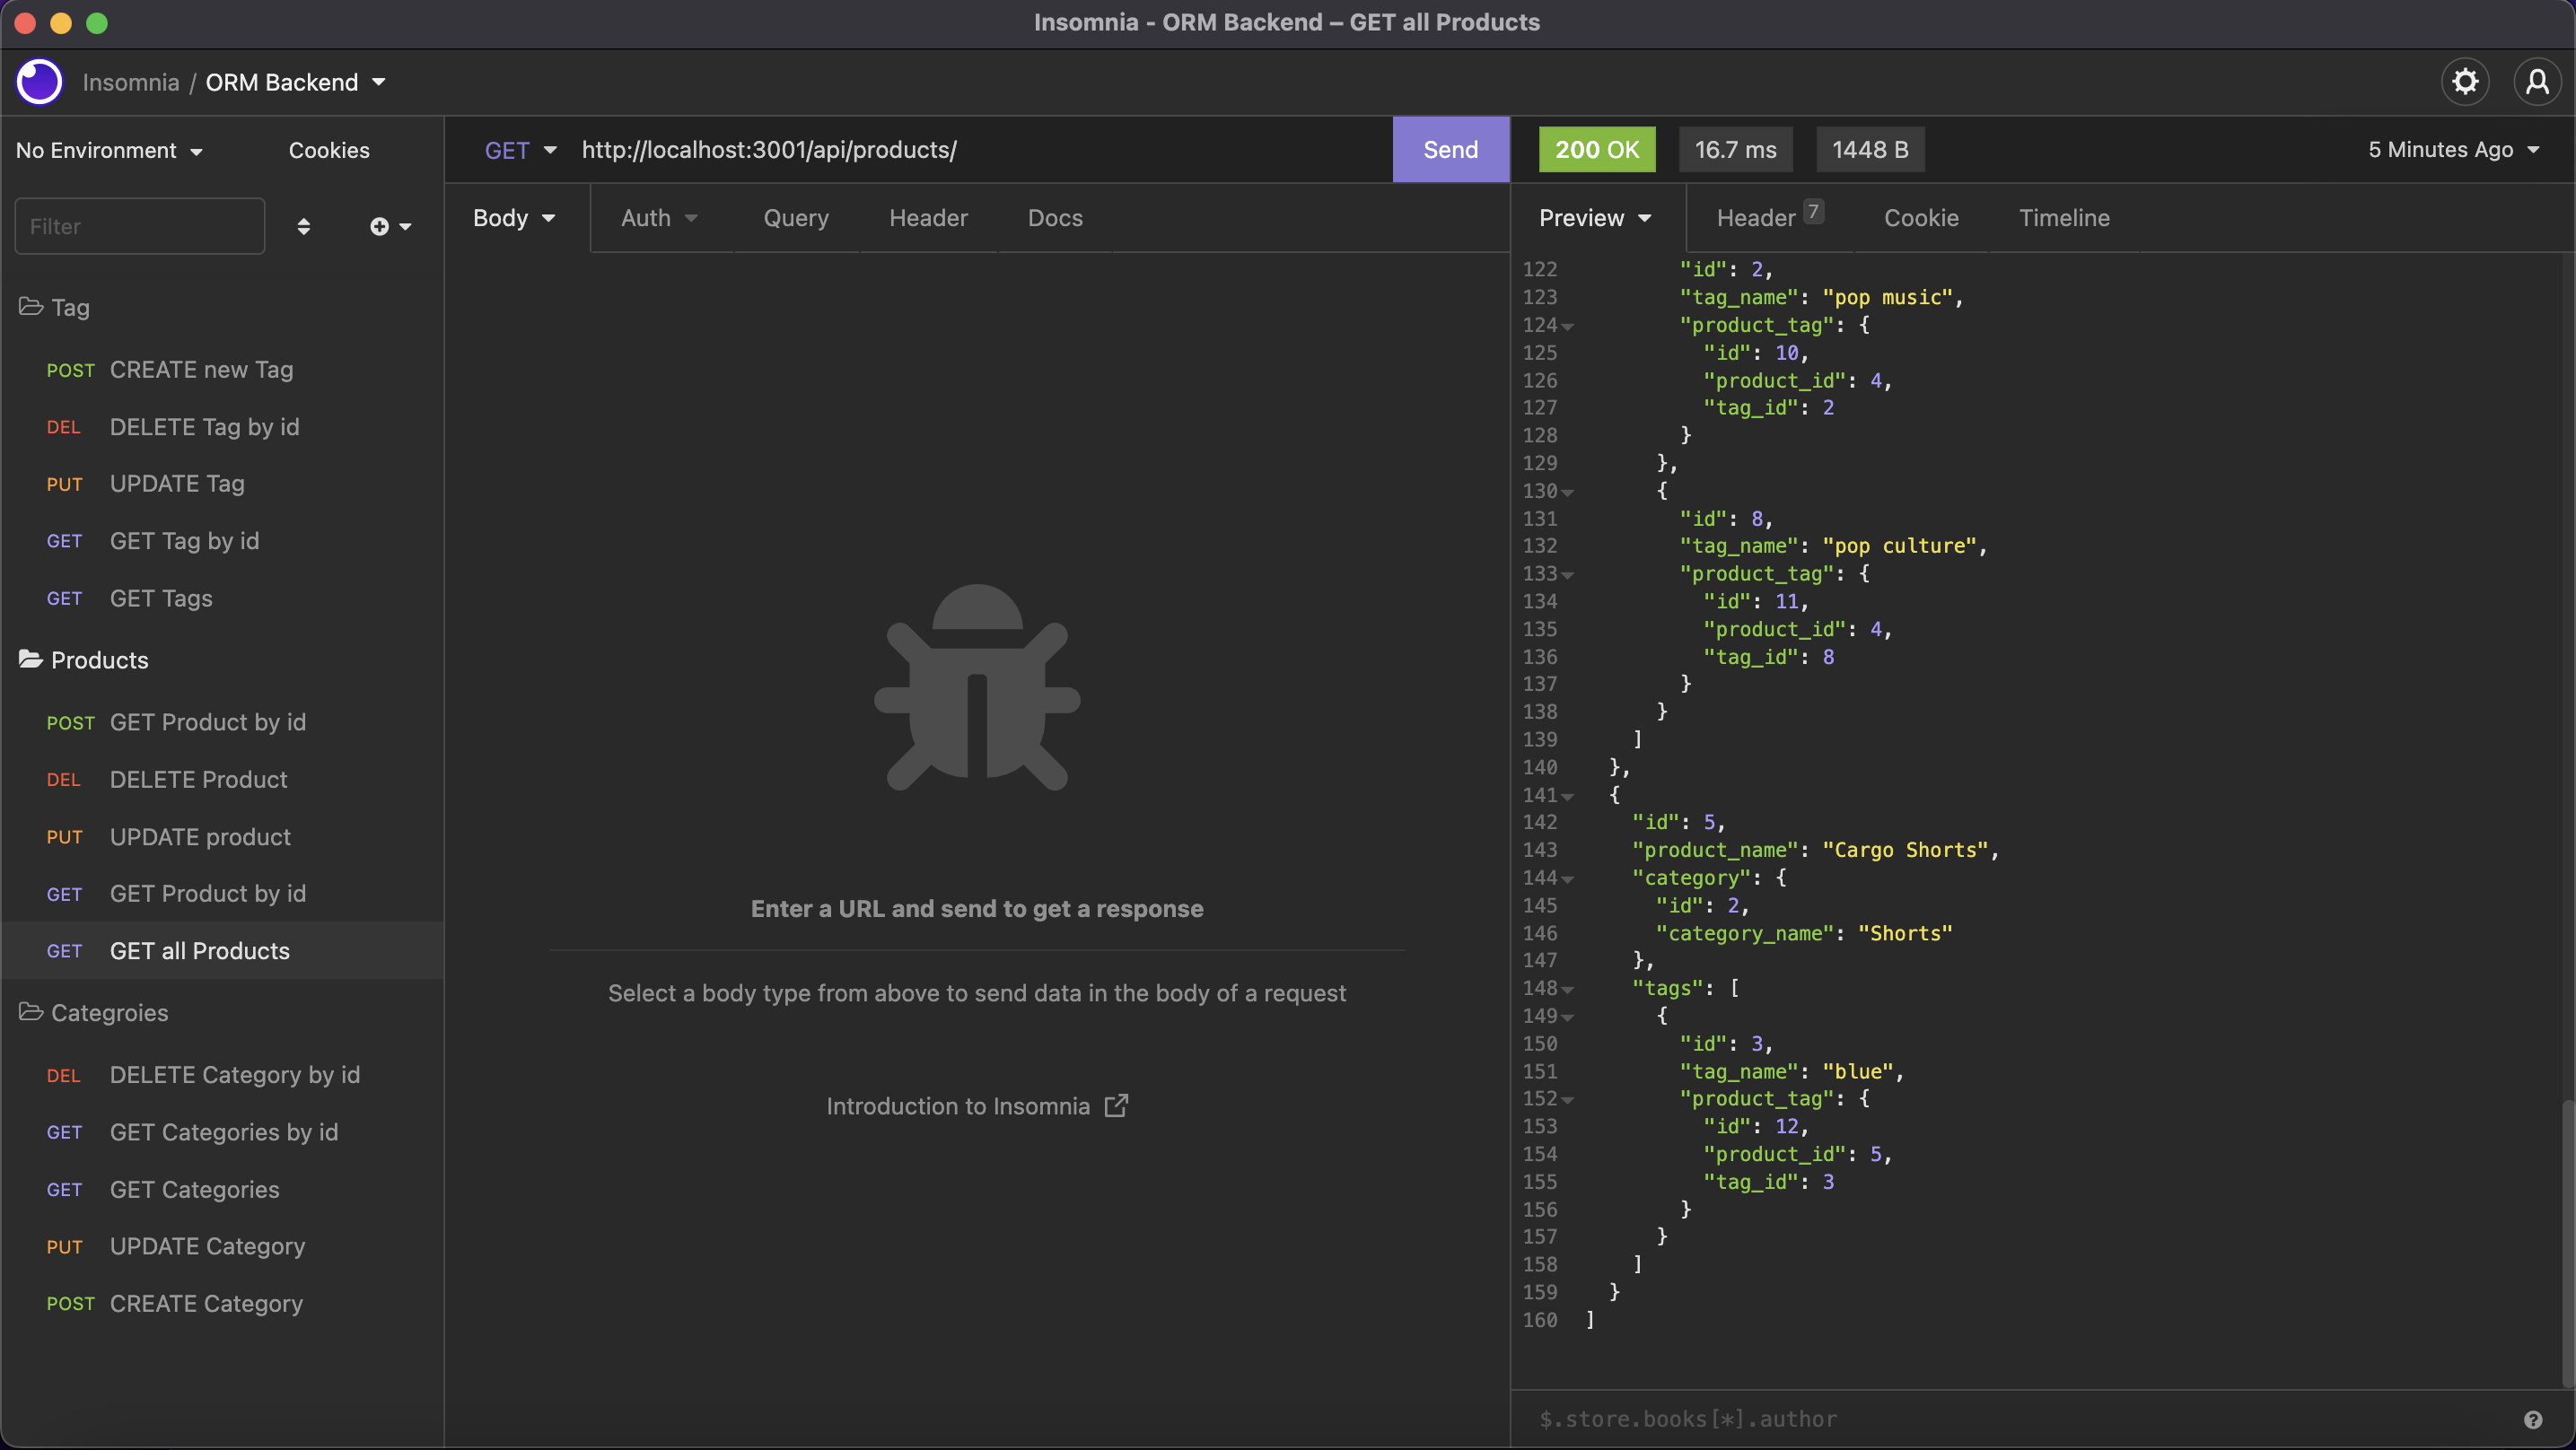 Insomnia - ORM Backend – GET all Products
Insomnia / ORM Backend
No Environment
Cookies
Filter
Tag
POST CREATE new Tag
DEL DELETE Tag by id
PUT UPDATE Tag
GET GET Tag by id
GET GET Tags
Products
POST GET Product by id
DEL DELETE Product
PUT UPDATE product
GET GET Product by id
GET GET all Products
Categroies
DEL DELETE Category by id
GET GET Categories by id
GET GET Categories
PUT UPDATE Category
POST CREATE Category
GET http://localhost:3001/api/products/ Send
Body Auth Query Header Docs
Enter a URL and send to get a response
Select a body type from above to send data in the body of a request
Introduction to Insomnia
200 OK 16.7 ms 1448 B 5 Minutes Ago
Preview Header 7 Cookie Timeline
122 "id": 2,
123 "tag_name": "pop music",
124 "product_tag": {
125 "id": 10,
126 "product_id": 4,
127 "tag_id": 2
128 }
129 },
130 {
131 "id": 8,
132 "tag_name": "pop culture",
133 "product_tag": {
134 "id": 11,
135 "product_id": 4,
136 "tag_id": 8
137 }
138 }
139 ]
140 },
141 {
142 "id": 5,
143 "product_name": "Cargo Shorts",
144 "category": {
145 "id": 2,
146 "category_name": "Shorts"
147 },
148 "tags": [
149 {
150 "id": 3,
151 "tag_name": "blue",
152 "product_tag": {
153 "id": 12,
154 "product_id": 5,
155 "tag_id": 3
156 }
157 }
158 ]
159 }
160 ]
$.store.books[*].author
?